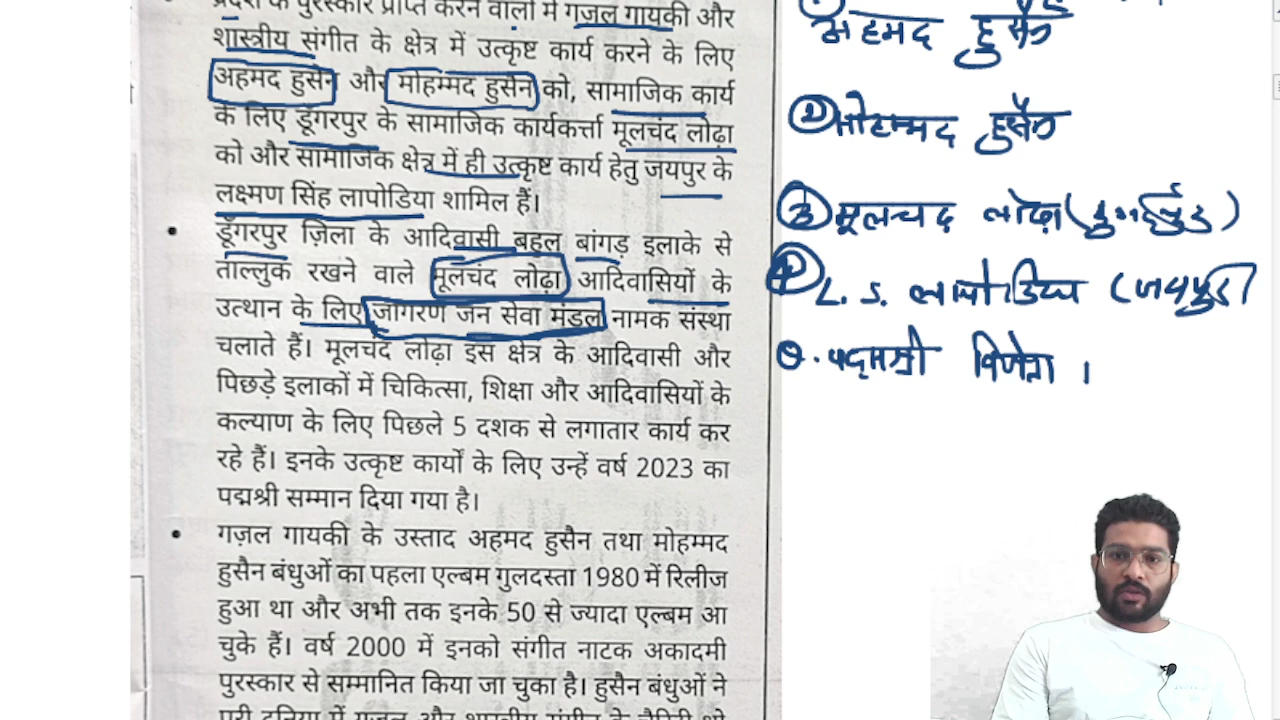 प्रदेश के पुरस्कार प्राप्त करने वालों में गजल गायकी और
शास्त्रीय संगीत के क्षेत्र में उत्कृष्ट कार्य करने के लिए
अहमद हुसैन और मोहम्मद हुसैन को, सामाजिक कार्य
के लिए डूँगरपुर के सामाजिक कार्यकर्त्ता मूलचंद लोढ़ा
को और सामाजिक क्षेत्र में ही उत्कृष्ट कार्य हेतु जयपुर के
लक्ष्मण सिंह लापोडिया शामिल हैं।
• डूँगरपुर ज़िला के आदिवासी बहुल बांगड़ इलाके से
ताल्लुक रखने वाले मूलचंद लोढ़ा आदिवासियों के
उत्थान के लिए जागरण जन सेवा मंडल नामक संस्था
चलाते हैं। मूलचंद लोढ़ा इस क्षेत्र के आदिवासी और
पिछड़े इलाकों में चिकित्सा, शिक्षा और आदिवासियों के
कल्याण के लिए पिछले 5 दशक से लगातार कार्य कर
रहे हैं। इनके उत्कृष्ट कार्यों के लिए उन्हें वर्ष 2023 का
पद्मश्री सम्मान दिया गया है।
• गज़ल गायकी के उस्ताद अहमद हुसैन तथा मोहम्मद
हुसैन बंधुओं का पहला एल्बम गुलदस्ता 1980 में रिलीज
हुआ था और अभी तक इनके 50 से ज्यादा एल्बम आ
चुके हैं। वर्ष 2000 में इनको संगीत नाटक अकादमी
पुरस्कार से सम्मानित किया जा चुका है। हुसैन बंधुओं ने
अहमद हुसैन
② मोहम्मद हुसैन
③ मूलचंद लोढ़ा (डुंगरपुर)
④ L. S. लापोडिया (जयपुर)
पद्मश्री विजेता ।